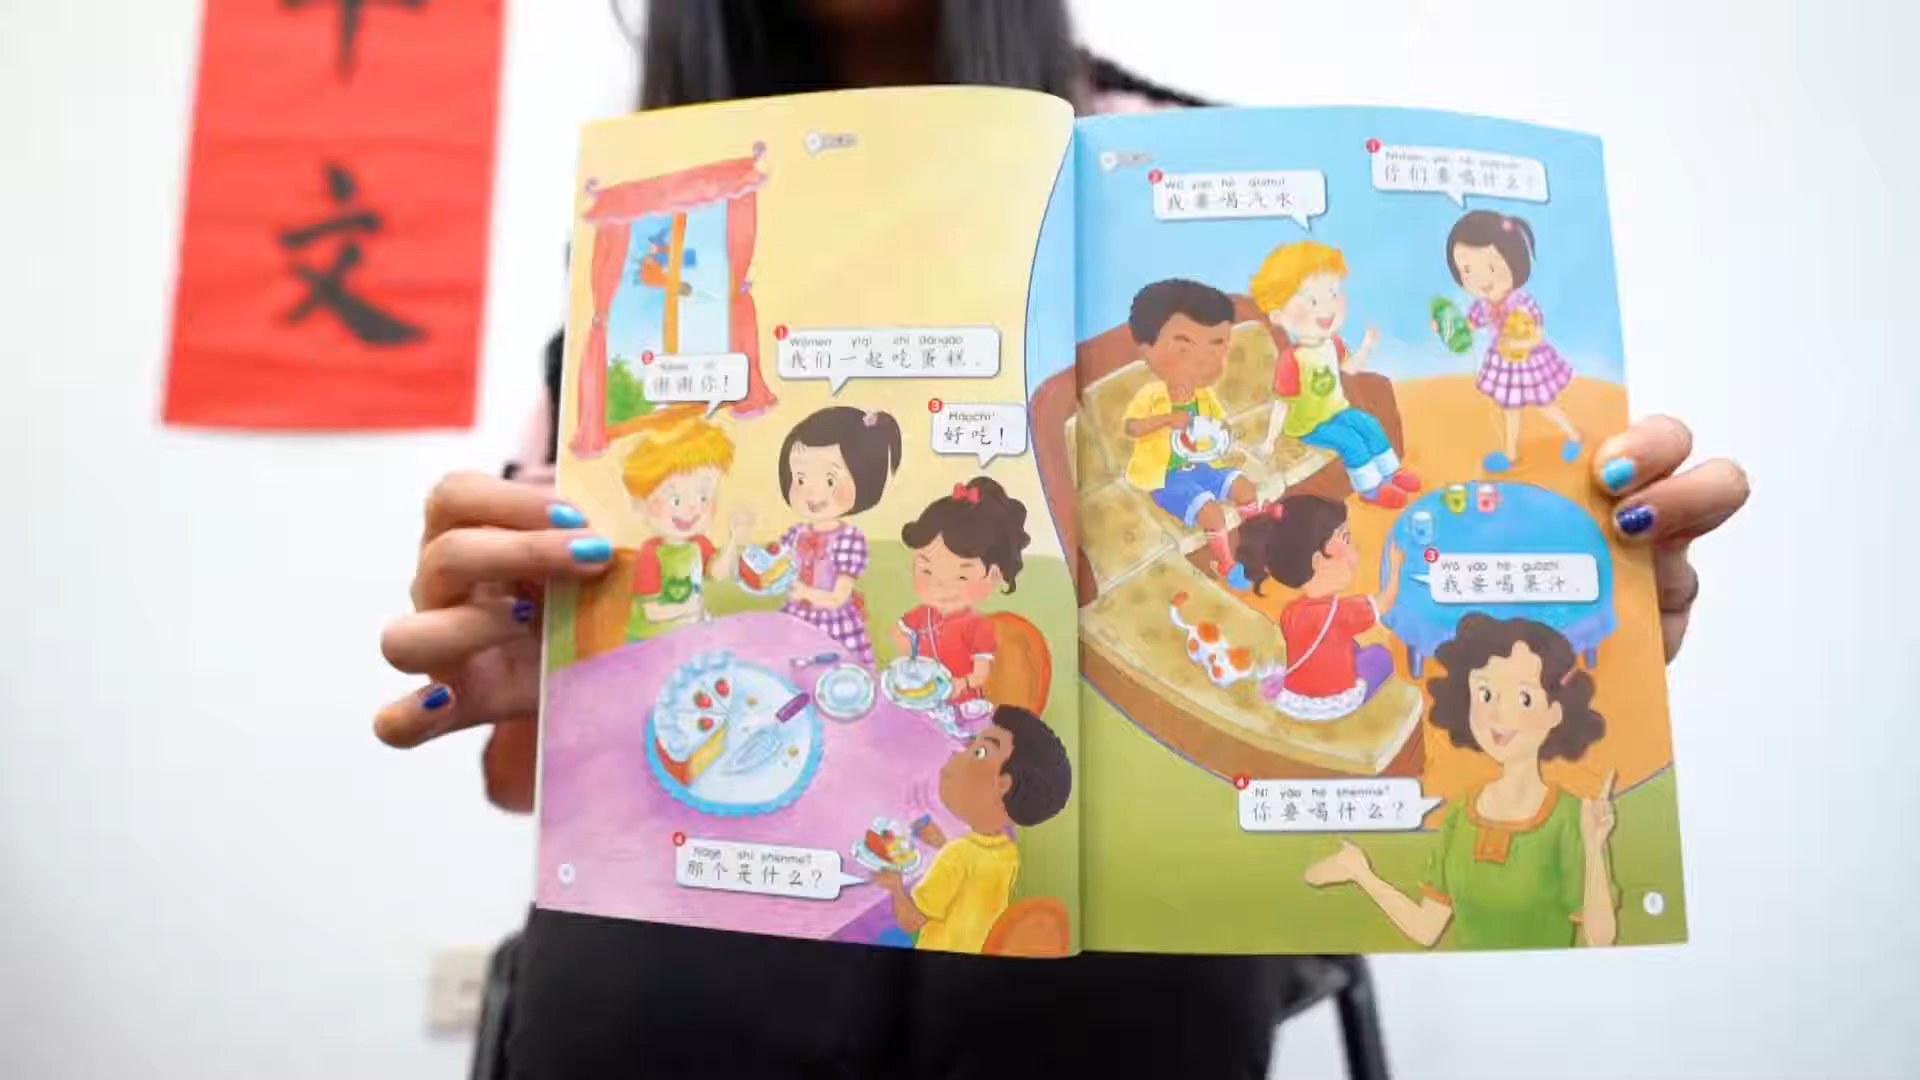 中
文
Wǒmen yìqǐ chī dàngāo
我们一起吃蛋糕。
谢谢你!
Hǎochī!
好吃!
Nàge shì shénme?
那个是什么?
Nǐmen yào hē shénme?
你们要喝什么?
Wǒ yào hē qìshuǐ
我要喝汽水。
Wǒ yào hē guǒzhī
我要喝果汁。
Nǐ yào hē shénme?
你要喝什么?